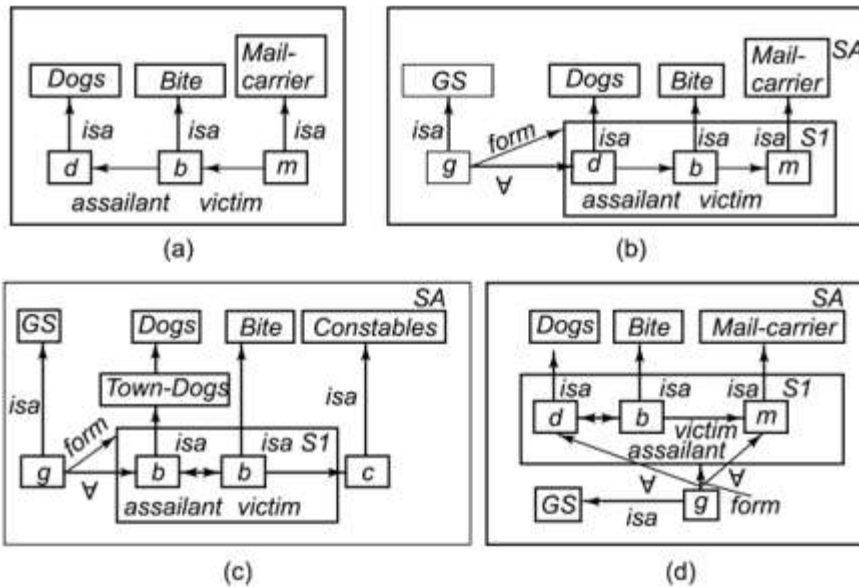 Dogs Bite Mail-
carrier
isa isa isa
d b m
assailant victim
(a)
SA
GS Dogs Bite Mail-
carrier
isa form isa isa isa S1
g d b m
∀ assailant victim
(b)
SA
GS Dogs Bite Constables
Town-Dogs
isa form isa isa S1 isa
g b b c
∀ assailant victim
(c)
SA
Dogs Bite Mail-carrier
isa isa isa S1
d b m
victim
assailant
∀ ∀
GS g form
isa
(d)